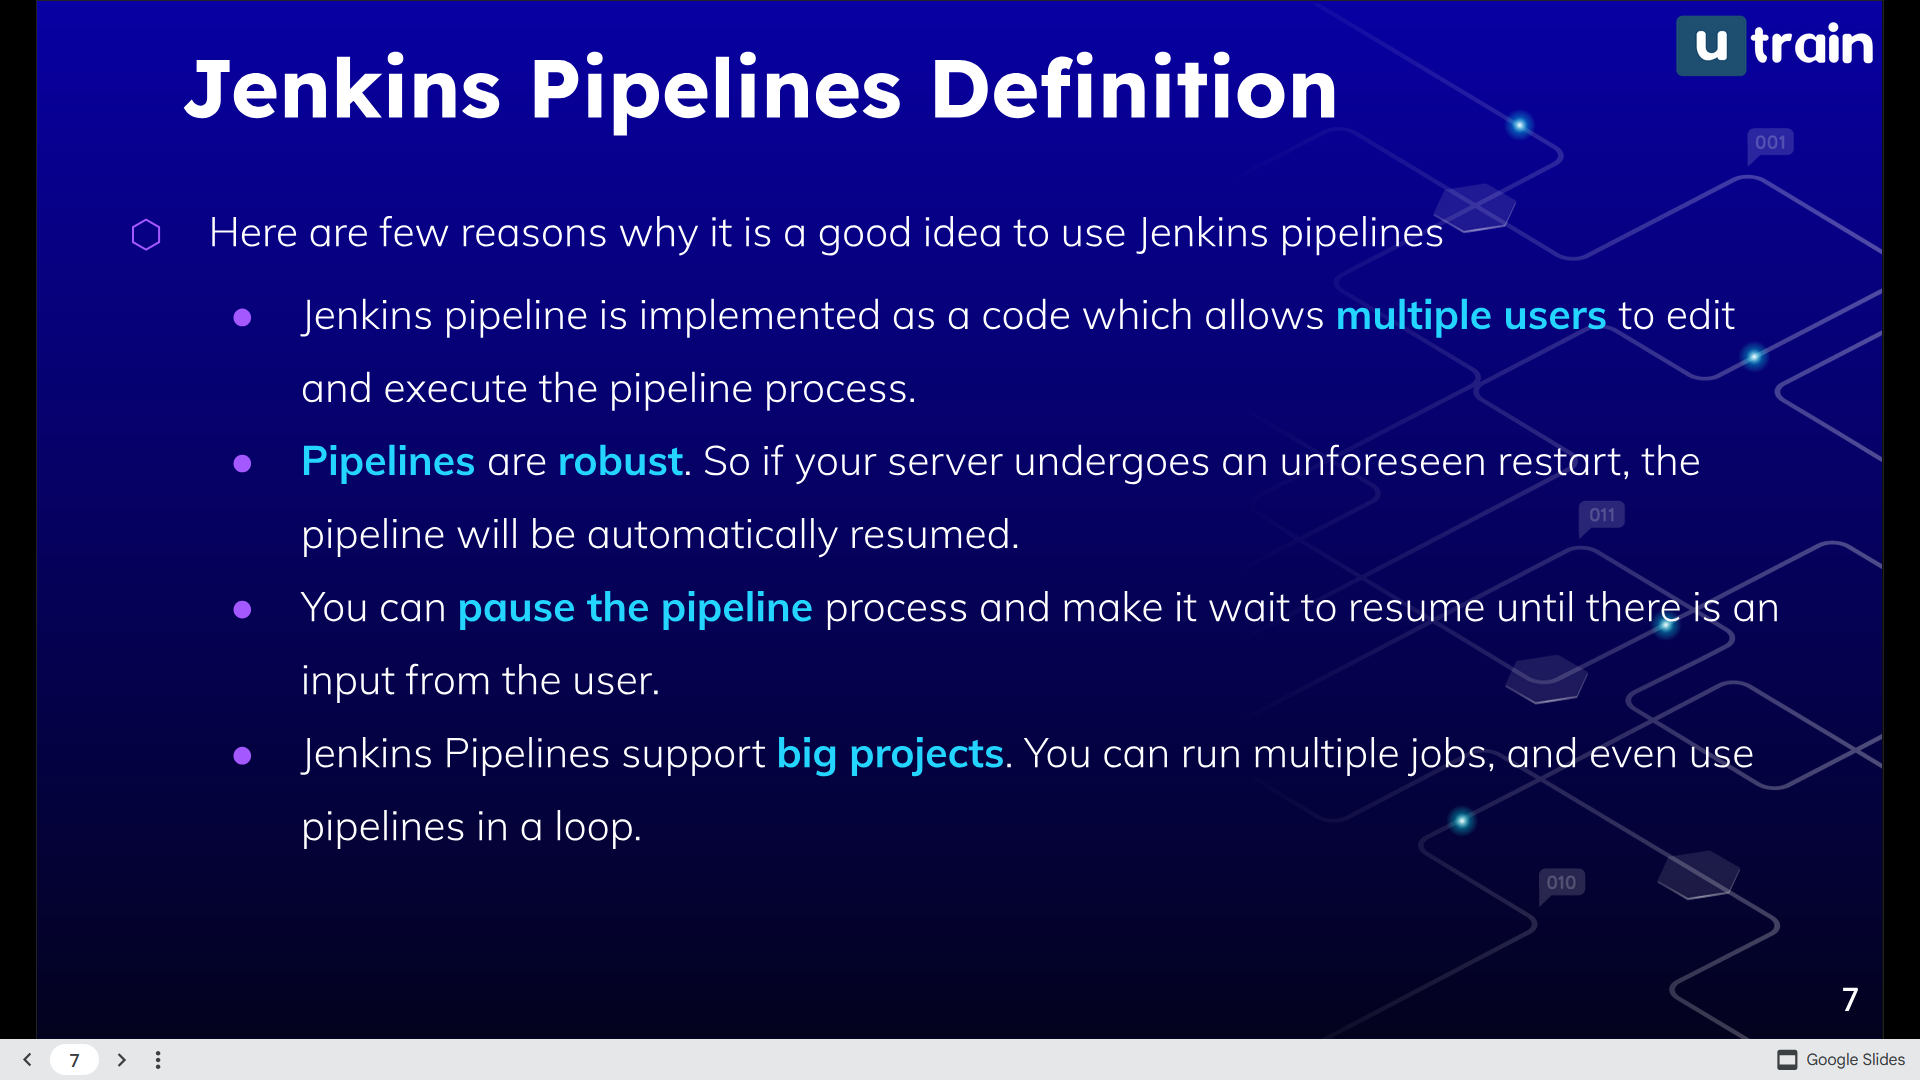 u train
Jenkins Pipelines Definition
001
Here are few reasons why it is a good idea to use Jenkins pipelines
Jenkins pipeline is implemented as a code which allows multiple users to edit
and execute the pipeline process.
Pipelines are robust. So if your server undergoes an unforeseen restart, the
pipeline will be automatically resumed.
011
You can pause the pipeline process and make it wait to resume until there is an
input from the user.
Jenkins Pipelines support big projects. You can run multiple jobs, and even use
pipelines in a loop.
010
7
7
Google Slides